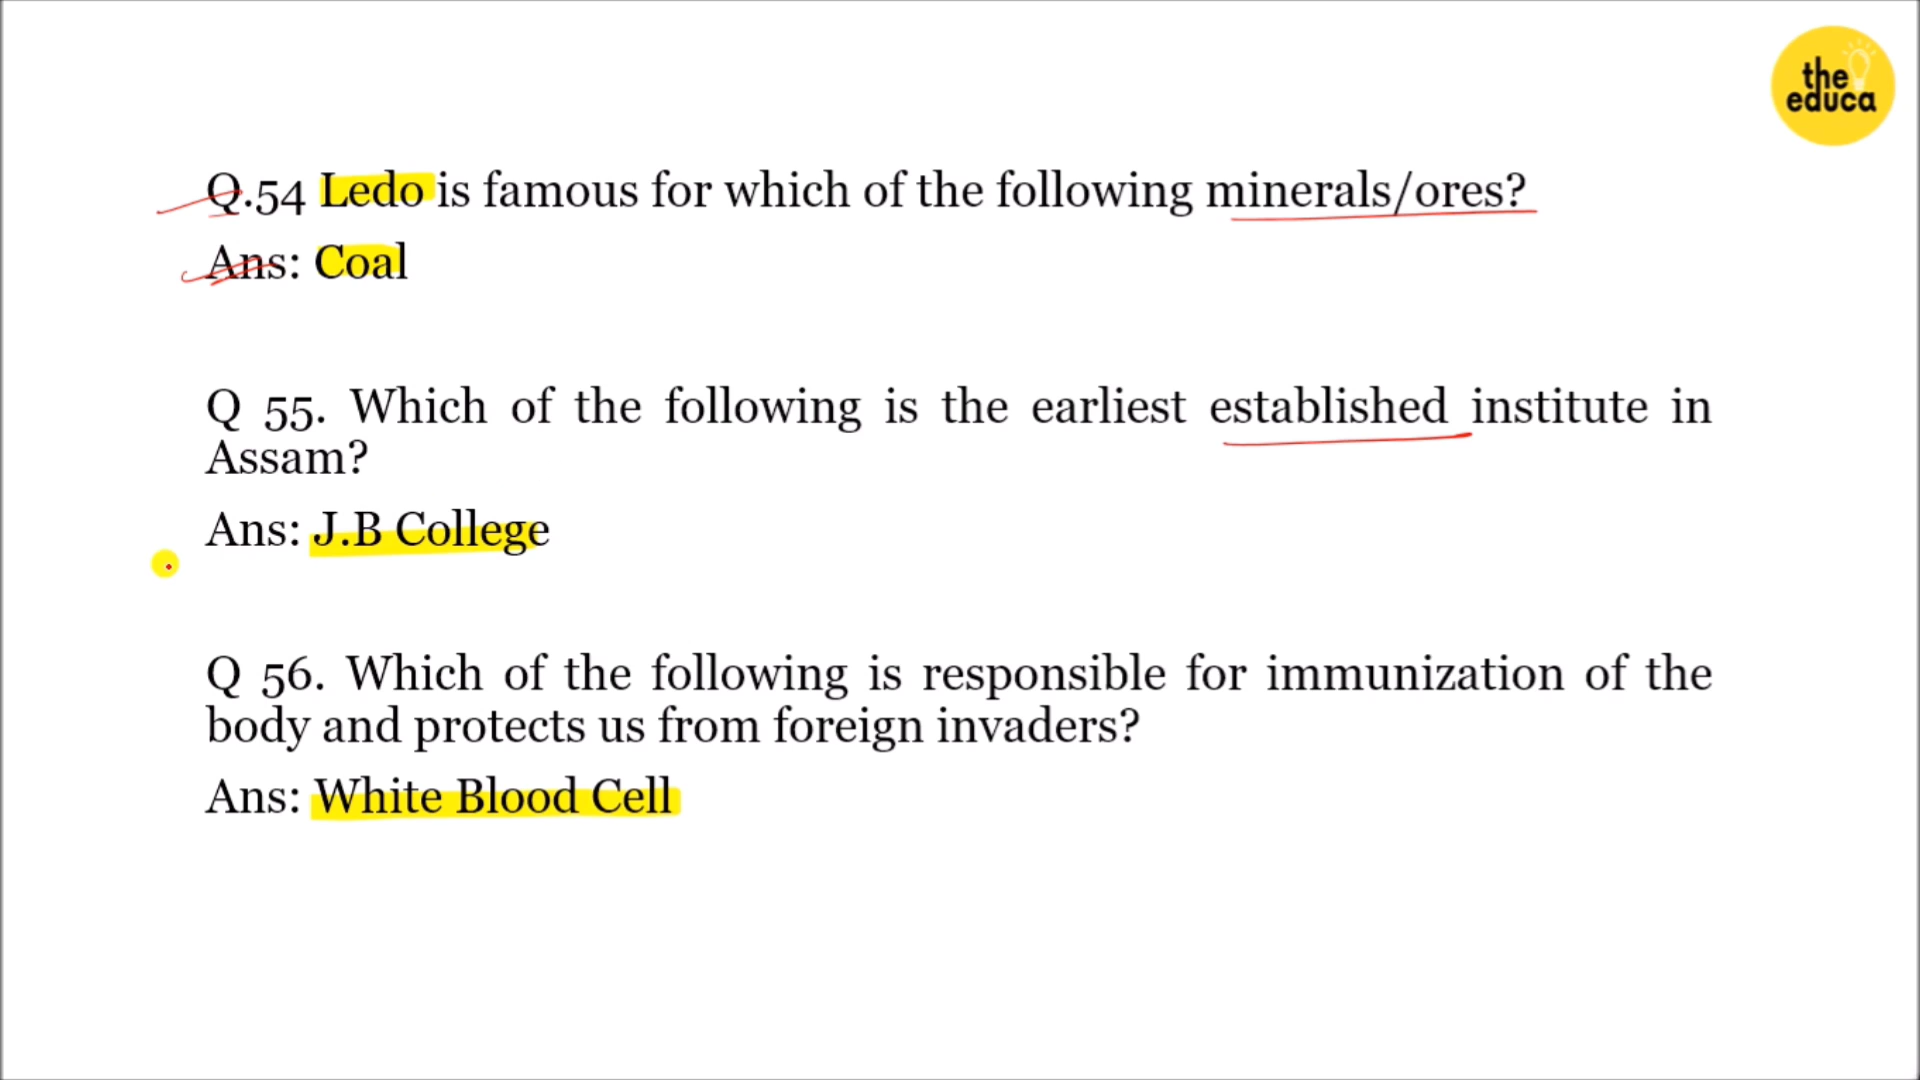 the
educa
Q.54 Ledo is famous for which of the following minerals/ores?
Ans: Coal
Q 55. Which of the following is the earliest established institute in
Assam?
Ans: J.B College
Q 56. Which of the following is responsible for immunization of the
body and protects us from foreign invaders?
Ans: White Blood Cell